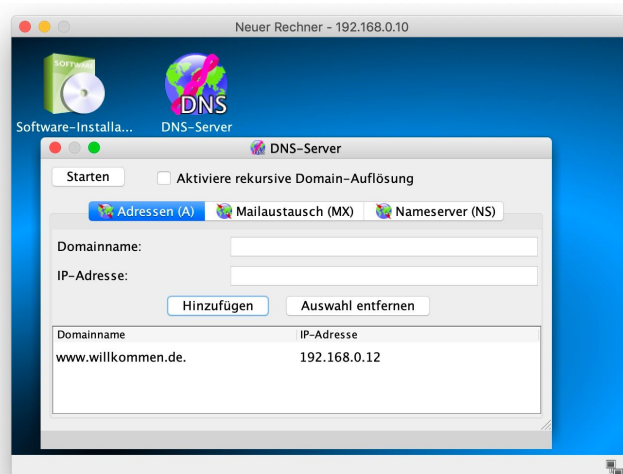 Neuer Rechner - 192.168.0.10
SOFTWARE
DNS
Software-Installa...
DNS-Server
DNS-Server
Starten
Aktiviere rekursive Domain-Auflösung
Adressen (A)
Mailaustausch (MX)
Nameserver (NS)
Domainname:
IP-Adresse:
Hinzufügen
Auswahl entfernen
Domainname
IP-Adresse
www.willkommen.de.
192.168.0.12